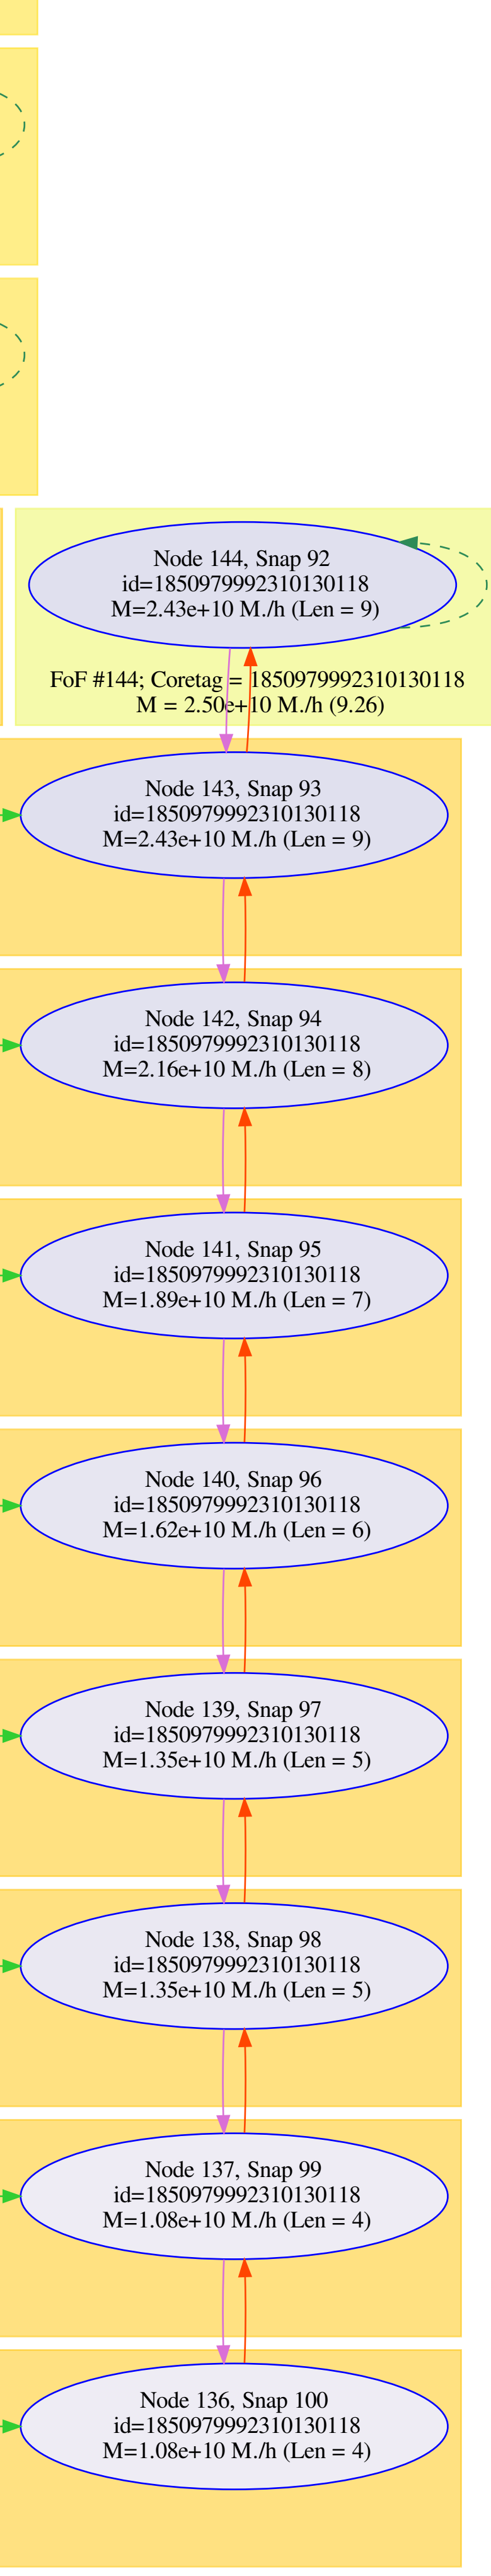 Node 144, Snap 92
id=1850979992310130118
M=2.43e+10 M./h (Len = 9)
FoF #144; Coretag = 1850979992310130118
M = 2.50e+10 M./h (9.26)
Node 143, Snap 93
id=1850979992310130118
M=2.43e+10 M./h (Len = 9)
Node 142, Snap 94
id=1850979992310130118
M=2.16e+10 M./h (Len = 8)
Node 141, Snap 95
id=1850979992310130118
M=1.89e+10 M./h (Len = 7)
Node 140, Snap 96
id=1850979992310130118
M=1.62e+10 M./h (Len = 6)
Node 139, Snap 97
id=1850979992310130118
M=1.35e+10 M./h (Len = 5)
Node 138, Snap 98
id=1850979992310130118
M=1.35e+10 M./h (Len = 5)
Node 137, Snap 99
id=1850979992310130118
M=1.08e+10 M./h (Len = 4)
Node 136, Snap 100
id=1850979992310130118
M=1.08e+10 M./h (Len = 4)